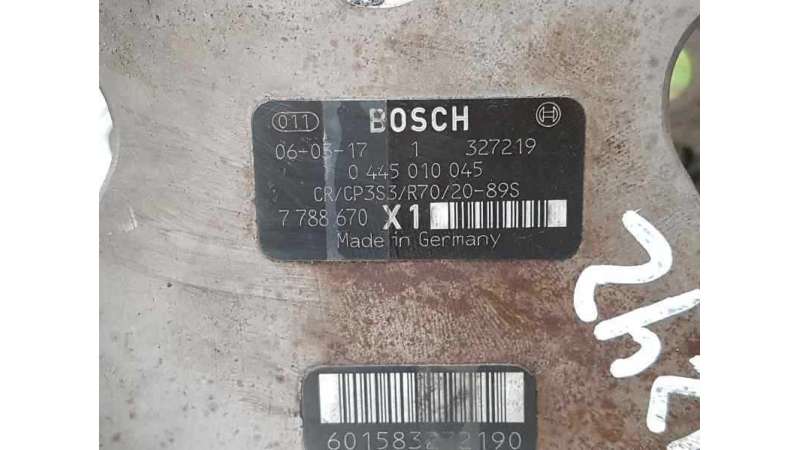 011 BOSCH
06-03-17 1 327219
0 445 010 045
CR/CP3S3/R70/20-89S
7 788 670 X1
Made in Germany